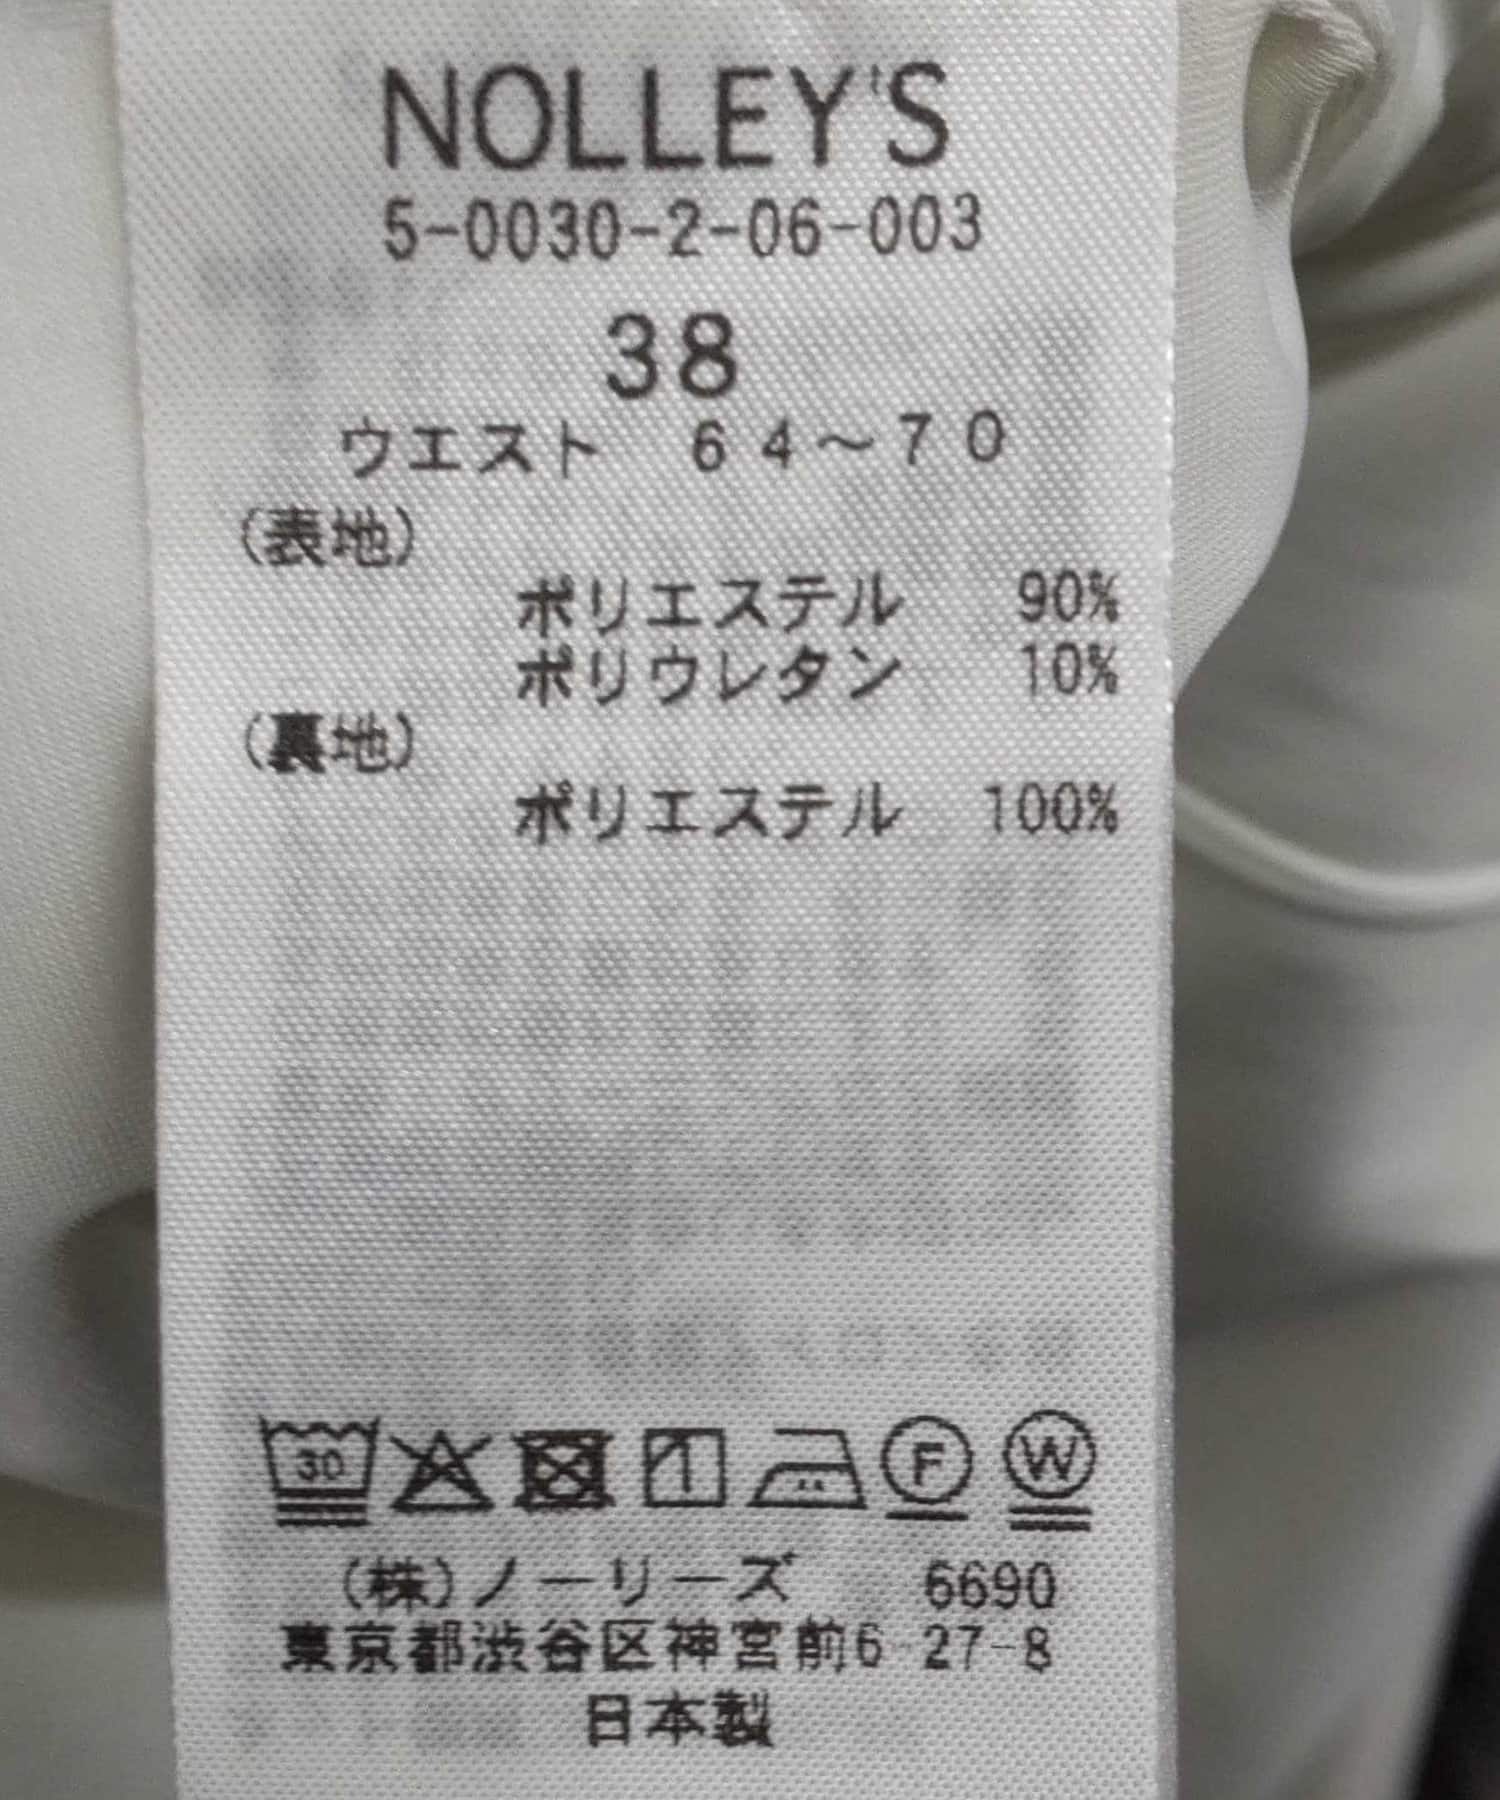 NOLLEY'S
5-0030-2-06-003
38
ウエスト 64～70
(表地)
ポリエステル 90%
ポリウレタン 10%
(裏地)
ポリエステル 100%
30 1 F W
(株)ノーリーズ 6690
東京都渋谷区神宮前6-27-8
日本製